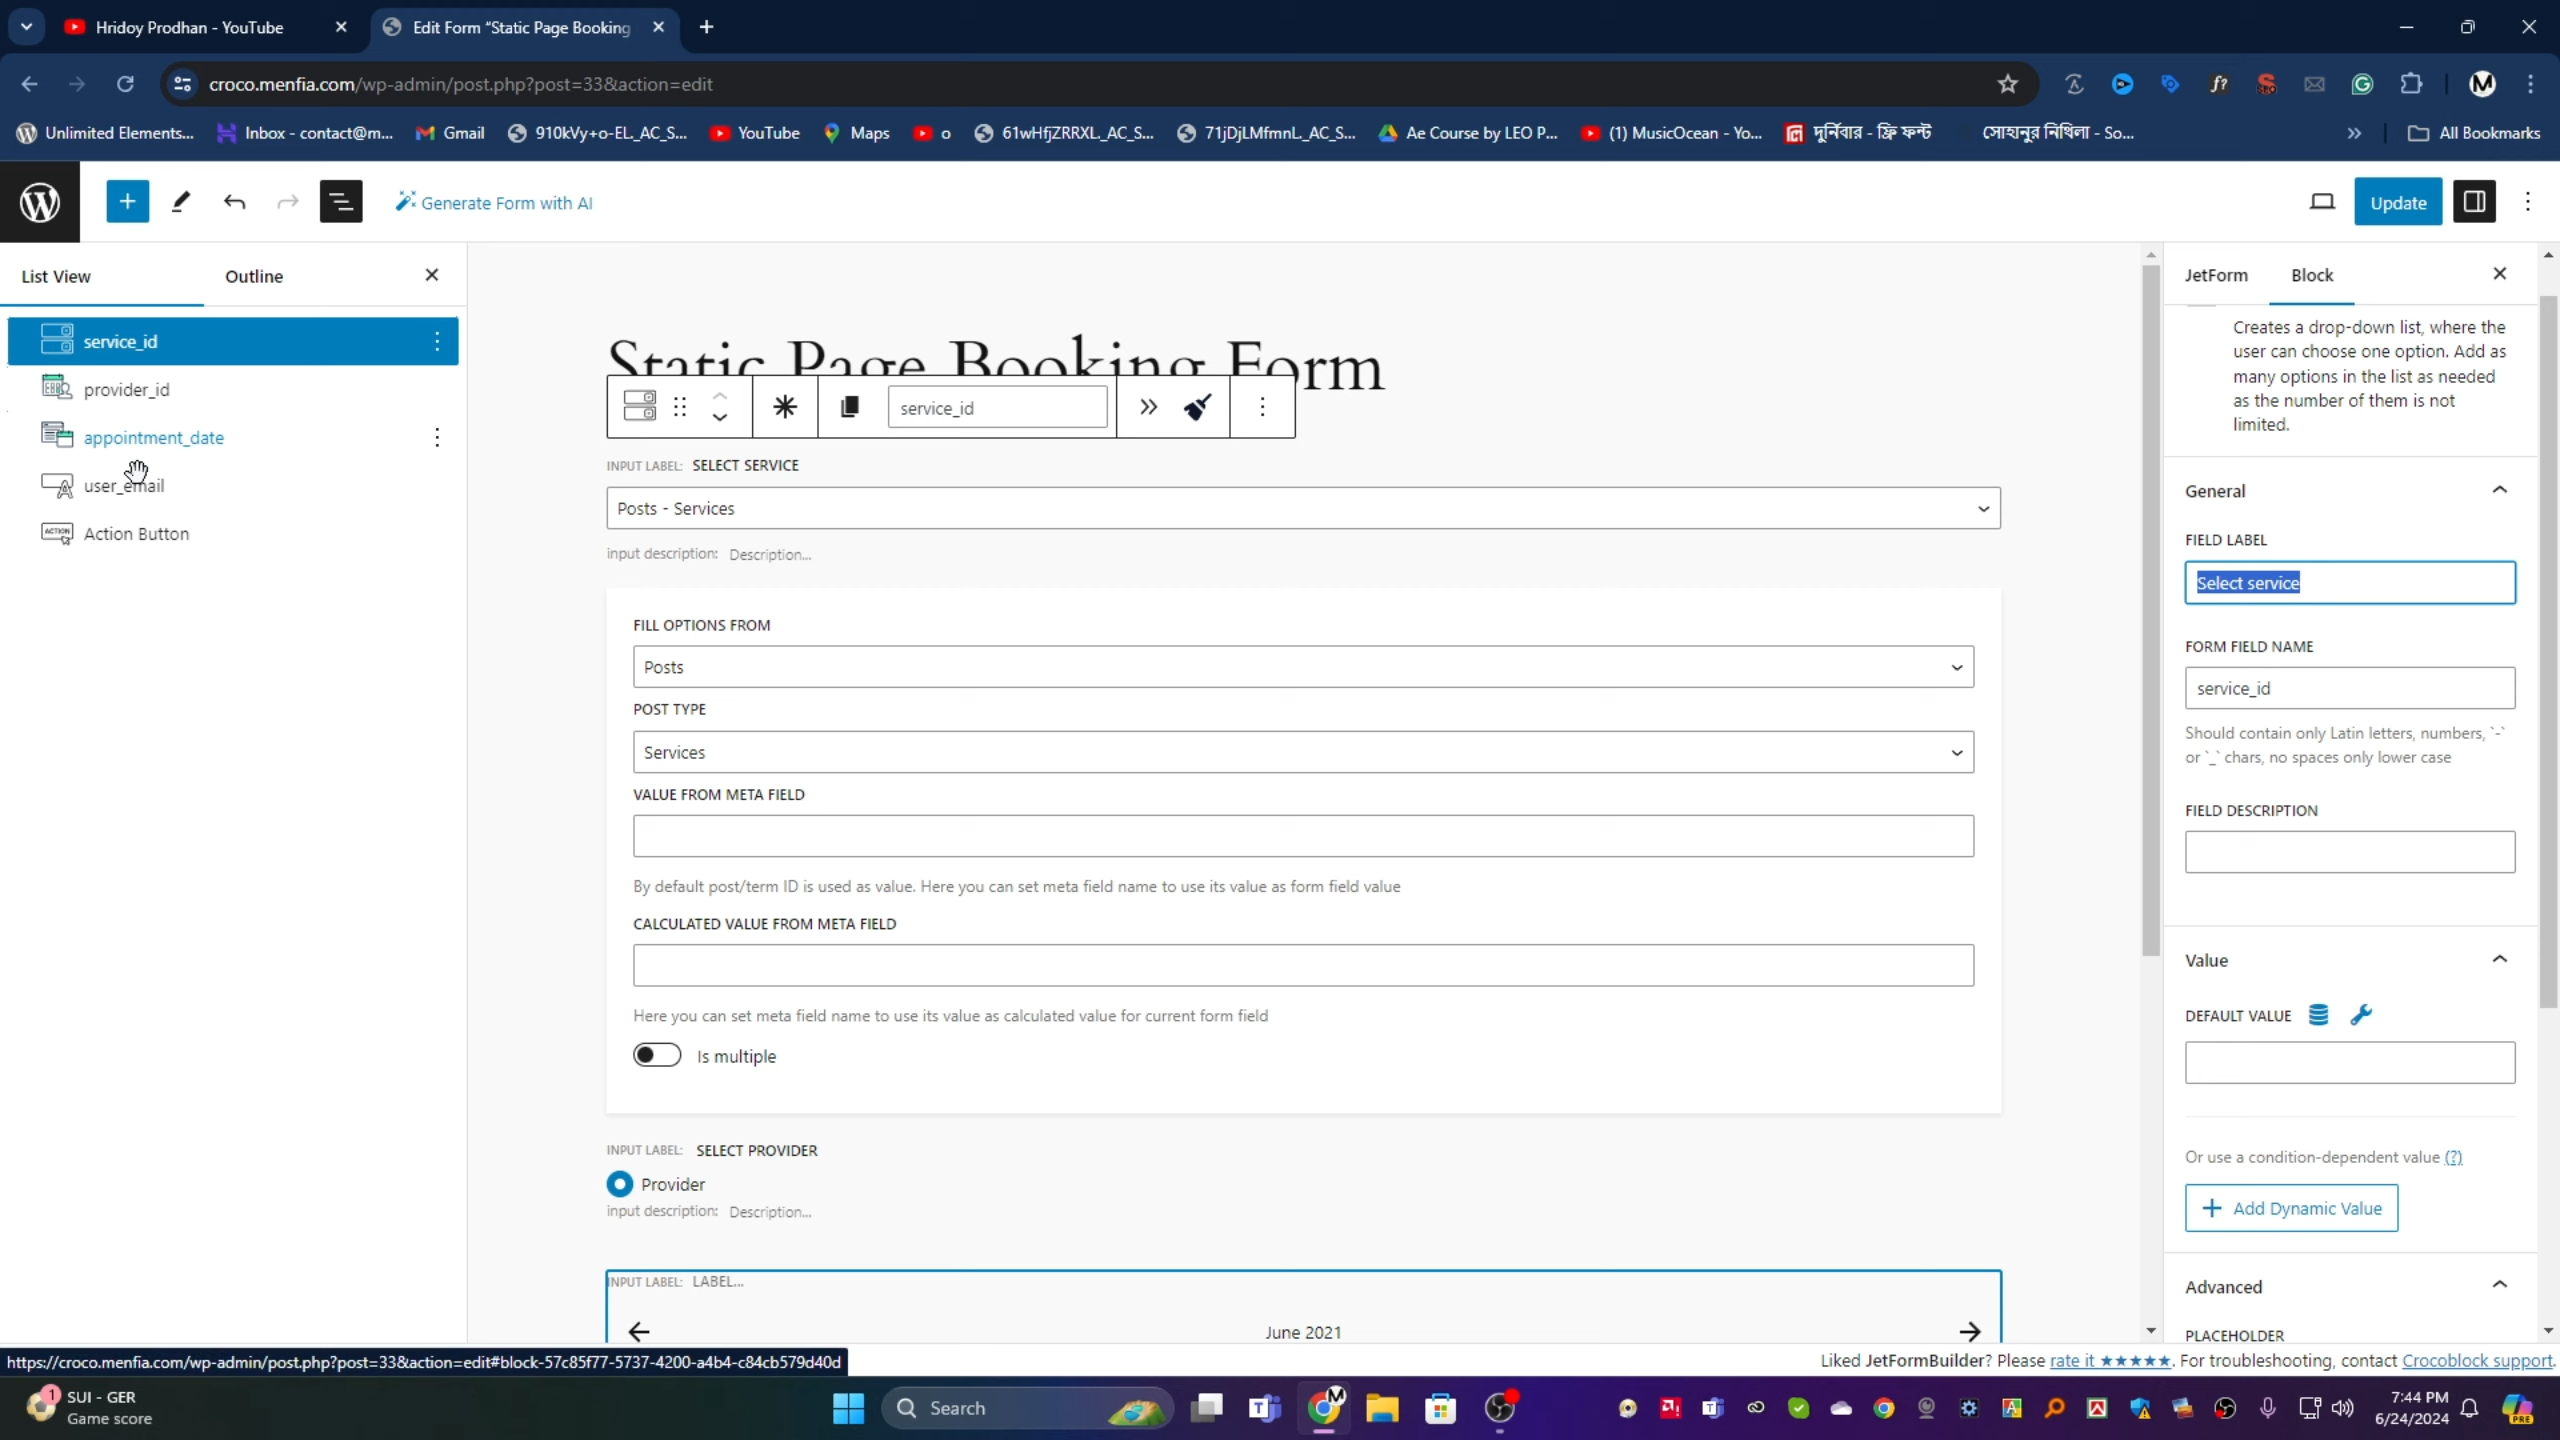 Hridoy Prodhan - YouTube
Edit Form “Static Page Booking
croco.menfia.com/wp-admin/post.php?post=33&action=edit
Unlimited Elements...
Inbox - contact@m...
Gmail
910kVy+o-EL._AC_S...
YouTube
Maps
o
61wHfjZRRXL._AC_S...
71jDjLMfmnL._AC_S...
Ae Course by LEO P...
(1) MusicOcean - Yo...
দুর্নিবার - ফ্রি ফন্ট
সোহানুর নিথিলা - So...
All Bookmarks
Generate Form with AI
Update
List View
Outline
service_id
provider_id
appointment_date
user_email
Action Button
Static Page Booking Form
service_id
INPUT LABEL: SELECT SERVICE
Posts - Services
input description: Description...
FILL OPTIONS FROM
Posts
POST TYPE
Services
VALUE FROM META FIELD
By default post/term ID is used as value. Here you can set meta field name to use its value as form field value
CALCULATED VALUE FROM META FIELD
Here you can set meta field name to use its value as calculated value for current form field
Is multiple
INPUT LABEL: SELECT PROVIDER
Provider
input description: Description...
INPUT LABEL: LABEL...
June 2021
JetForm
Block
Creates a drop-down list, where the
user can choose one option. Add as
many options in the list as needed
as the number of them is not
limited.
General
FIELD LABEL
Select service
FORM FIELD NAME
service_id
Should contain only Latin letters, numbers, `-`
or `_` chars, no spaces only lower case
FIELD DESCRIPTION
Value
DEFAULT VALUE
Or use a condition-dependent value (?)
Add Dynamic Value
Advanced
PLACEHOLDER
https://croco.menfia.com/wp-admin/post.php?post=33&action=edit#block-57c85f77-5737-4200-a4b4-c84cb579d40d
Liked JetFormBuilder? Please rate it ★★★★★. For troubleshooting, contact Crocoblock support.
1
SUI - GER
Game score
Search
7:44 PM
6/24/2024